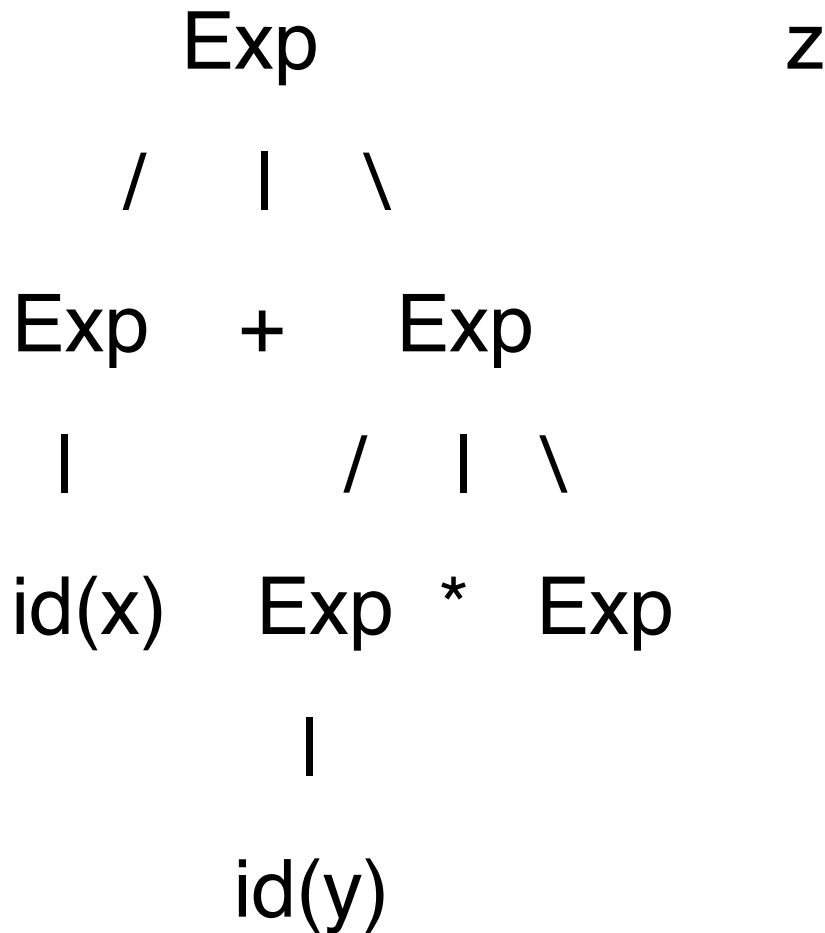 Exp z
/ | \
Exp + Exp
| / | \
id(x) Exp * Exp
|
id(y)